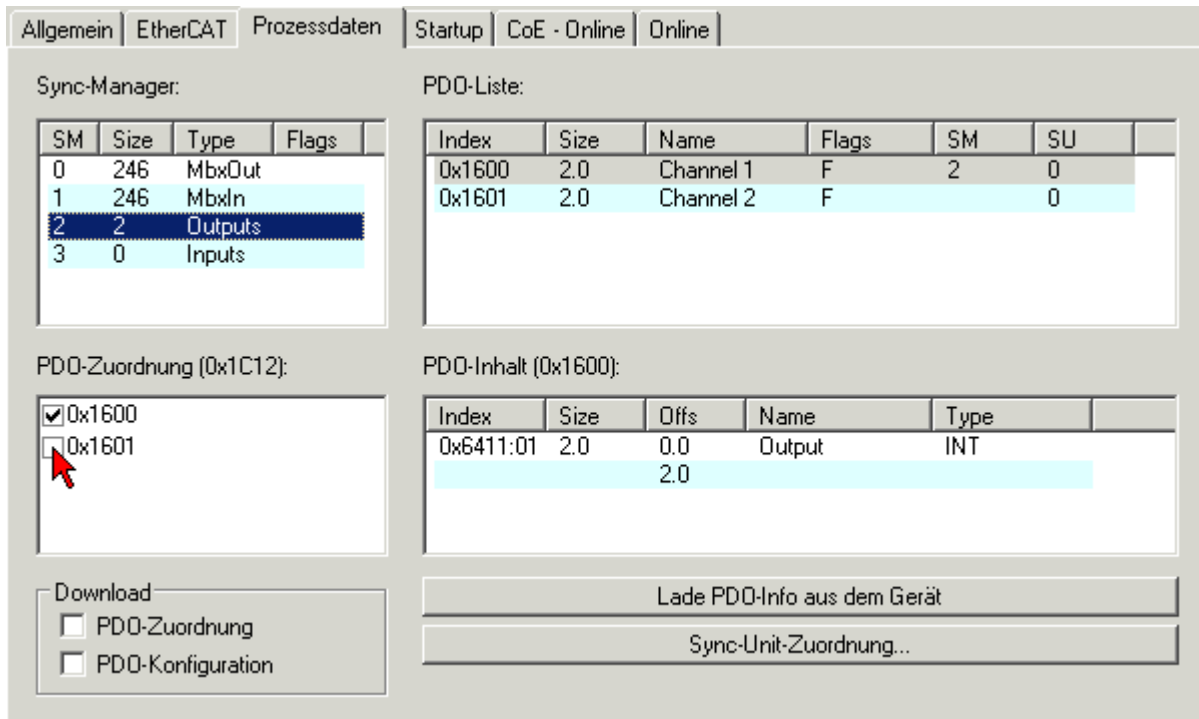 Allgemein EtherCAT Prozessdaten Startup CoE - Online Online
Sync-Manager:
SM Size Type Flags
0 246 MbxOut
1 246 MbxIn
2 2 Outputs
3 0 Inputs
PDO-Liste:
Index Size Name Flags SM SU
0x1600 2.0 Channel 1 F 2 0
0x1601 2.0 Channel 2 F 0
PDO-Zuordnung (0x1C12):
0x1600
0x1601
PDO-Inhalt (0x1600):
Index Size Offs Name Type
0x6411:01 2.0 0.0 Output INT
2.0
Download
PDO-Zuordnung
PDO-Konfiguration
Lade PDO-Info aus dem Gerät
Sync-Unit-Zuordnung...